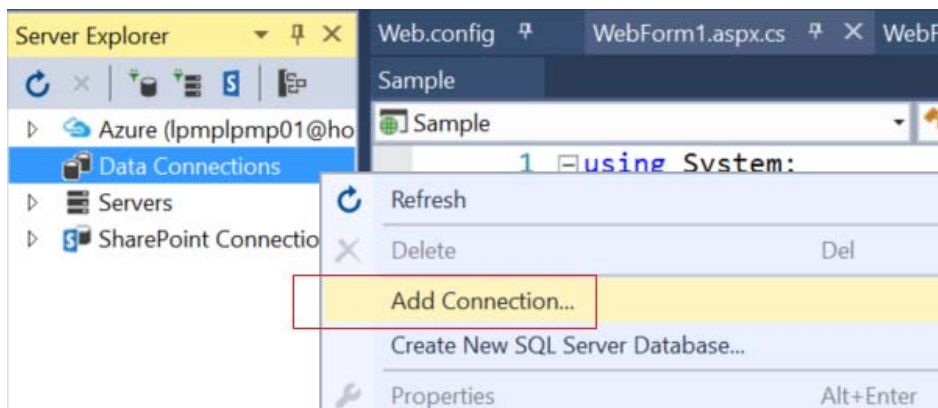 Server Explorer
Web.config
WebForm1.aspx.cs
Sample
Azure (lpmplpmp01@ho
Sample
Data Connections
1 using System;
Servers
Refresh
SharePoint Connectio
Delete Del
Add Connection...
Create New SQL Server Database...
Properties Alt+Enter